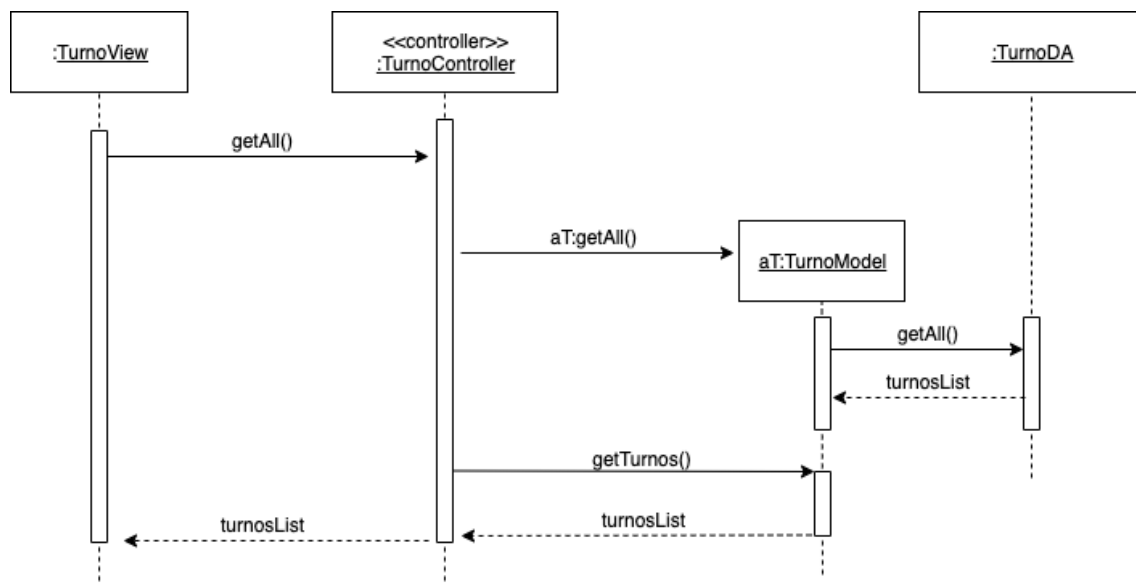 :TurnoView
<<controller>>
:TurnoController
:TurnoDA
getAll()
aT:getAll()
aT:TurnoModel
getAll()
turnosList
getTurnos()
turnosList
turnosList